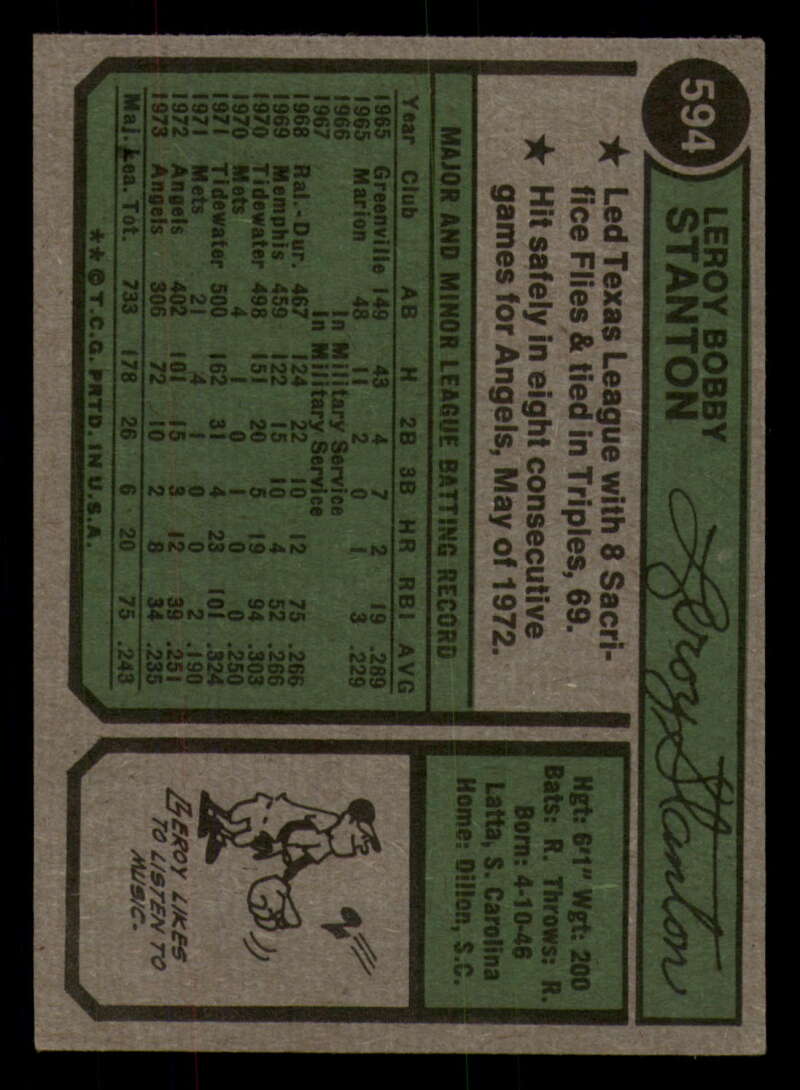 594
LEROY BOBBY
STANTON
Leroy Stanton
★ Led Texas League with 8 Sacri-
fice Flies & tied in Triples, 69.
★ Hit safely in eight consecutive
games for Angels, May of 1972.
MAJOR AND MINOR LEAGUE BATTING RECORD
Year Club AB H 2B 3B HR RBI AVG
1965 Greenville 149 43 4 7 2 19 .289
1965 Marion 48 11 2 0 1 3 .229
1966 In Military Service
1967 In Military Service
1968 Ral.-Dur. 467 124 22 10 12 75 .266
1969 Memphis 459 122 15 10 4 52 .266
1970 Tidewater 498 151 20 5 19 94 .303
1970 Mets 4 1 0 1 0 0 .250
1971 Tidewater 500 162 31 4 23 101 .324
1971 Mets 21 4 1 0 0 2 .190
1972 Angels 402 101 15 3 12 39 .251
1973 Angels 306 72 10 2 8 34 .235
Maj. Lea. Tot. 733 178 26 6 20 75 .243
**©T.C.G. PRTD. IN U.S.A.
Hgt: 6'1" Wgt: 200
Bats: R. Throws: R.
Born: 4-10-46
Latta, S. Carolina
Home: Dillon, S.C.
LEROY LIKES
TO LISTEN TO
MUSIC.